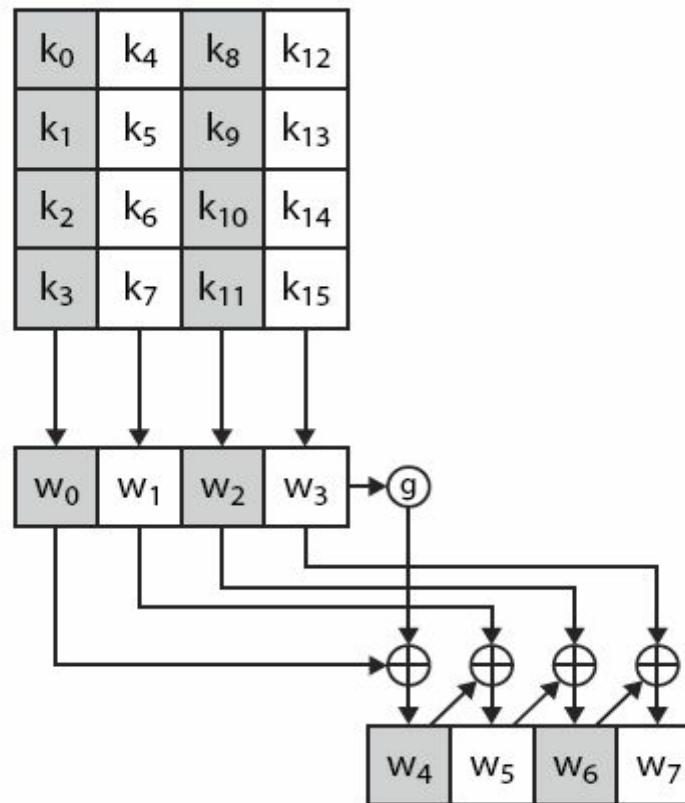 k₀ k₄ k₈ k₁₂
k₁ k₅ k₉ k₁₃
k₂ k₆ k₁₀ k₁₄
k₃ k₇ k₁₁ k₁₅
w₀ w₁ w₂ w₃ g
w₄ w₅ w₆ w₇